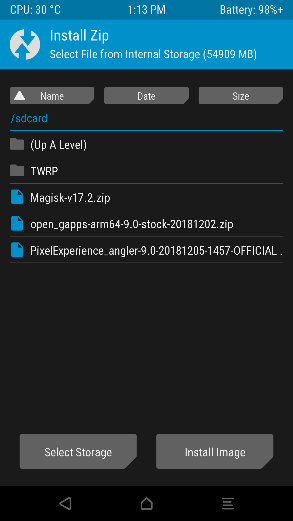 CPU: 30 °C 1:13 PM Battery: 98%+
Install Zip
Select File from Internal Storage (54909 MB)
Name Date Size
/sdcard
(Up A Level)
TWRP
Magisk-v17.2.zip
open_gapps-arm64-9.0-stock-20181202.zip
PixelExperience_angler-9.0-20181205-1457-OFFICIAL .
Select Storage Install Image